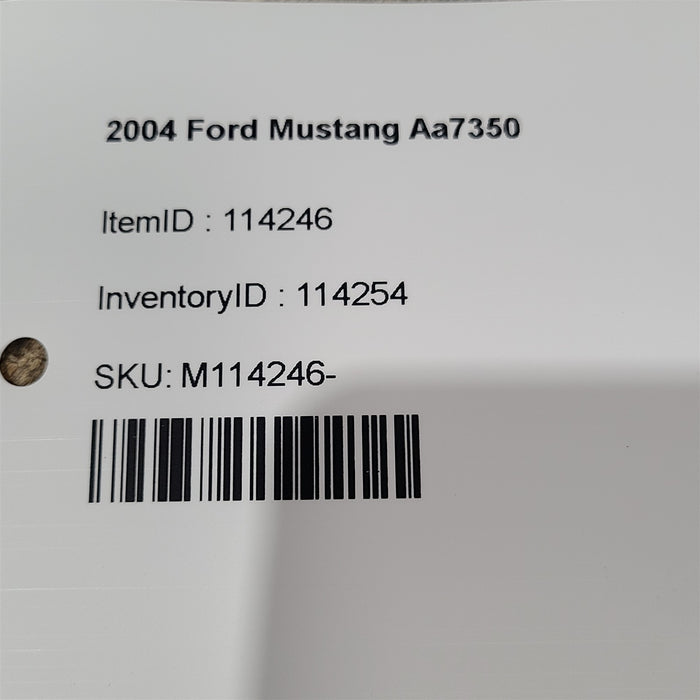 2004 Ford Mustang Aa7350
ItemID : 114246
InventoryID : 114254
SKU: M114246-